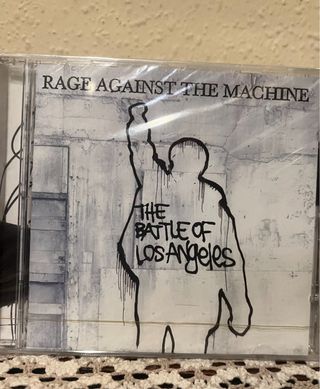 RAGE AGAINST THE MACHINE
THE
BATTLE OF
LOS ANGELES